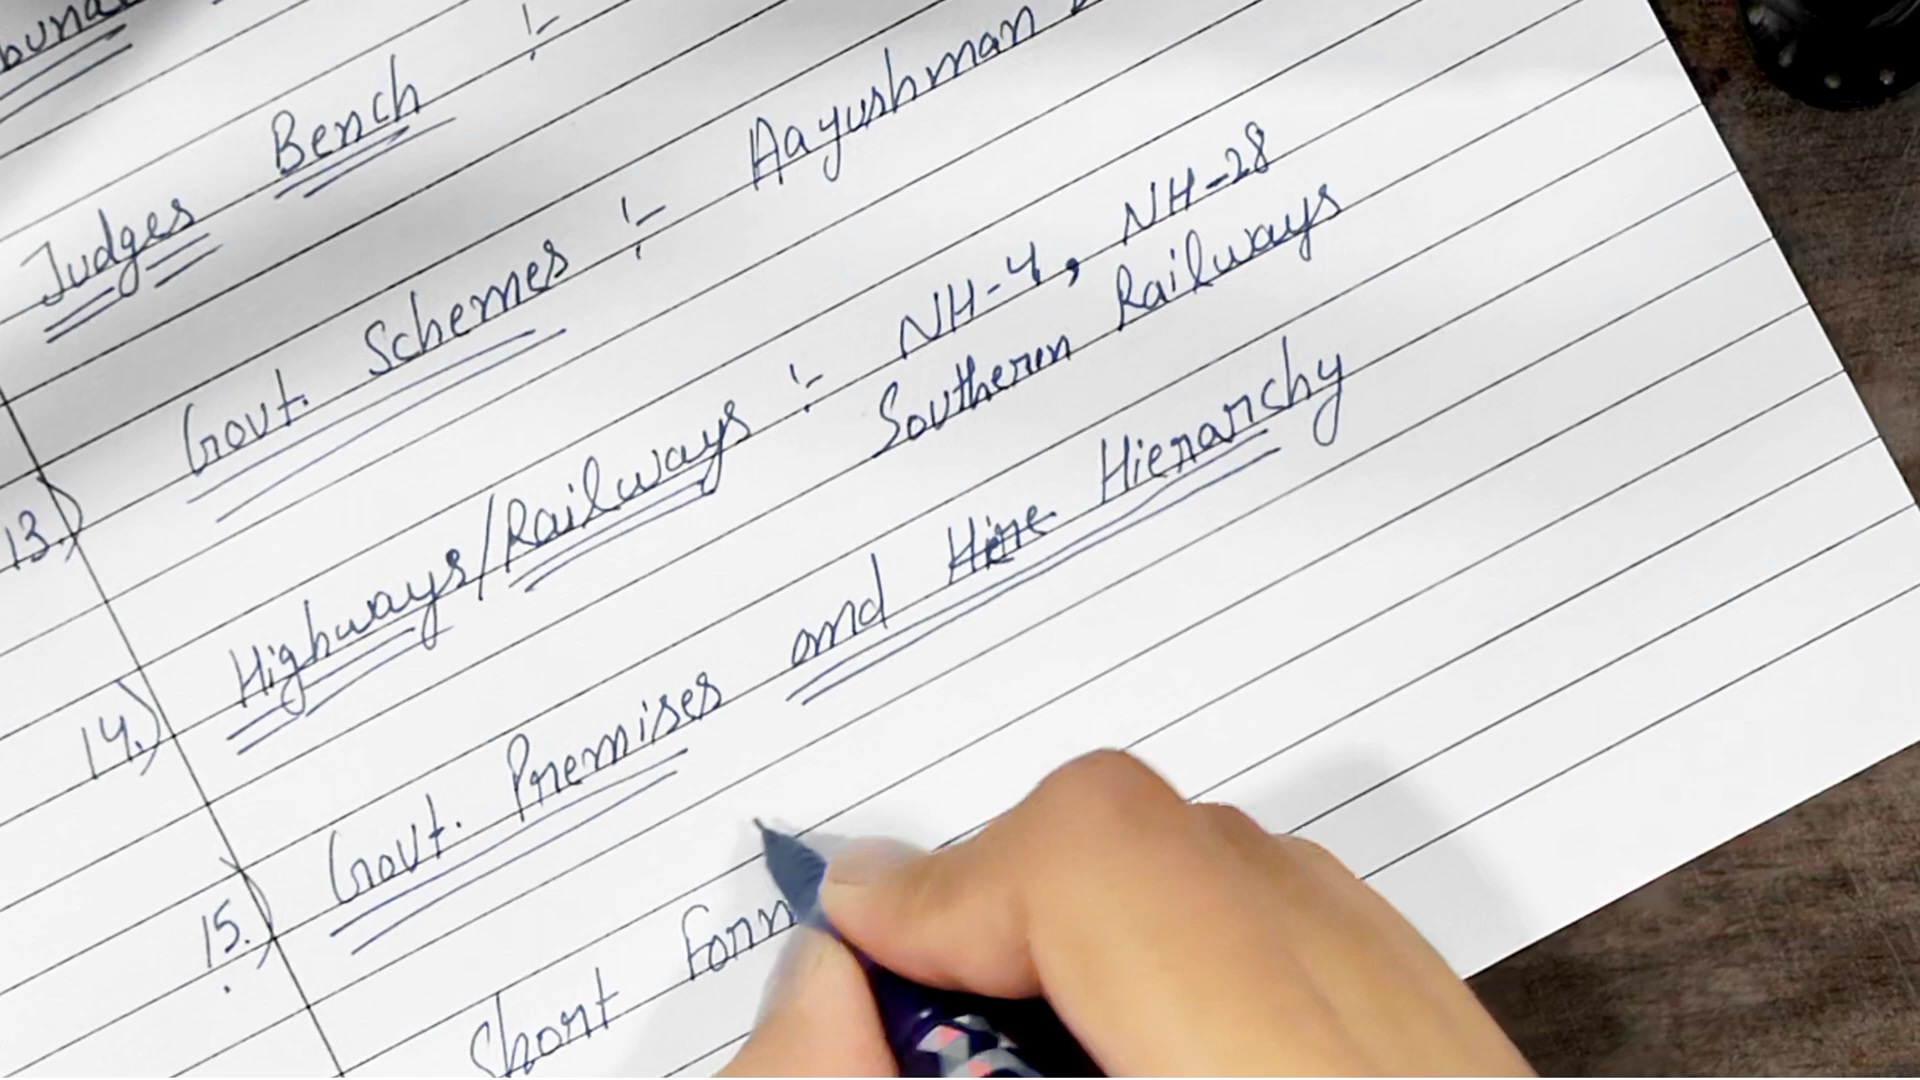 Judges Bench :-
13.) Govt. Schemes :- Aayushman
14.) Highways/Railways :- NH-4, NH-28
Southern Railways
15.) Govt. Premises and Hire Hierarchy
Short Form